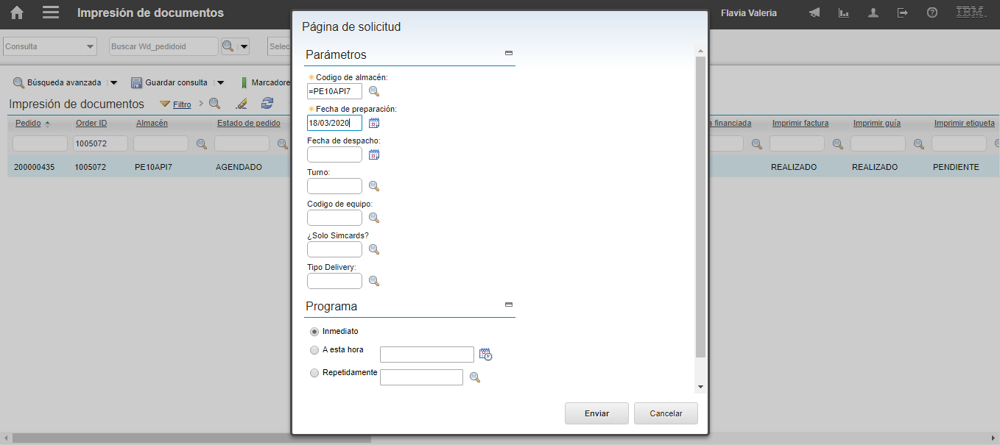 Impresión de documentos
Flavia Valeria
IBM.
Consulta
Buscar Wd_pedidoid
Selec
Búsqueda avanzada
Guardar consulta
Marcadore
Impresión de documentos
Filtro
Pedido
Order ID
Almacén
Estado de pedido
a financiada
Imprimir factura
Imprimir guía
Imprimir etiqueta
1005072
200000435
1005072
PE10API7
AGENDADO
REALIZADO
REALIZADO
PENDIENTE
Página de solicitud
Parámetros
Codigo de almacén:
=PE10API7
Fecha de preparación:
18/03/2020
Fecha de despacho:
Turno:
Codigo de equipo:
¿Solo Simcards?
Tipo Delivery:
Programa
Inmediato
A esta hora
Repetidamente
Enviar
Cancelar